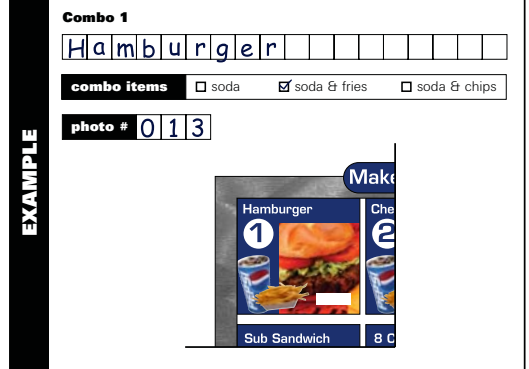 Combo 1
Hamburger
combo items soda soda & fries soda & chips
photo # 013
EXAMPLE
Make
Hamburger Che
1 2
Sub Sandwich 8 C